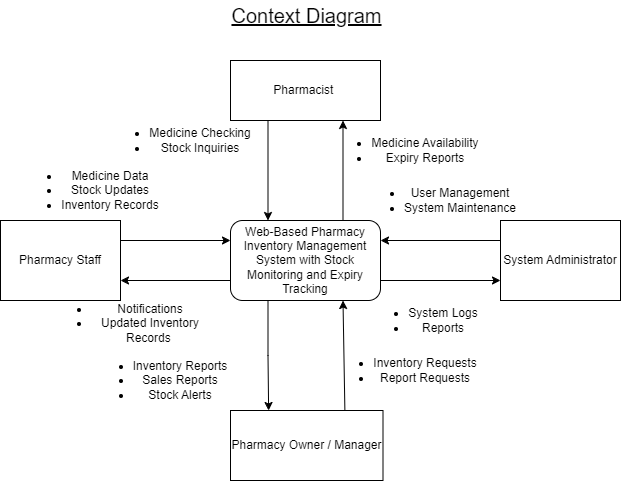 Context Diagram
Pharmacist
• Medicine Checking
• Stock Inquiries
• Medicine Availability
• Expiry Reports
• Medicine Data
• Stock Updates
• Inventory Records
• User Management
• System Maintenance
Pharmacy Staff
Web-Based Pharmacy
Inventory Management
System with Stock
Monitoring and Expiry
Tracking
System Administrator
• Notifications
• Updated Inventory
Records
• System Logs
• Reports
• Inventory Reports
• Sales Reports
• Stock Alerts
• Inventory Requests
• Report Requests
Pharmacy Owner / Manager